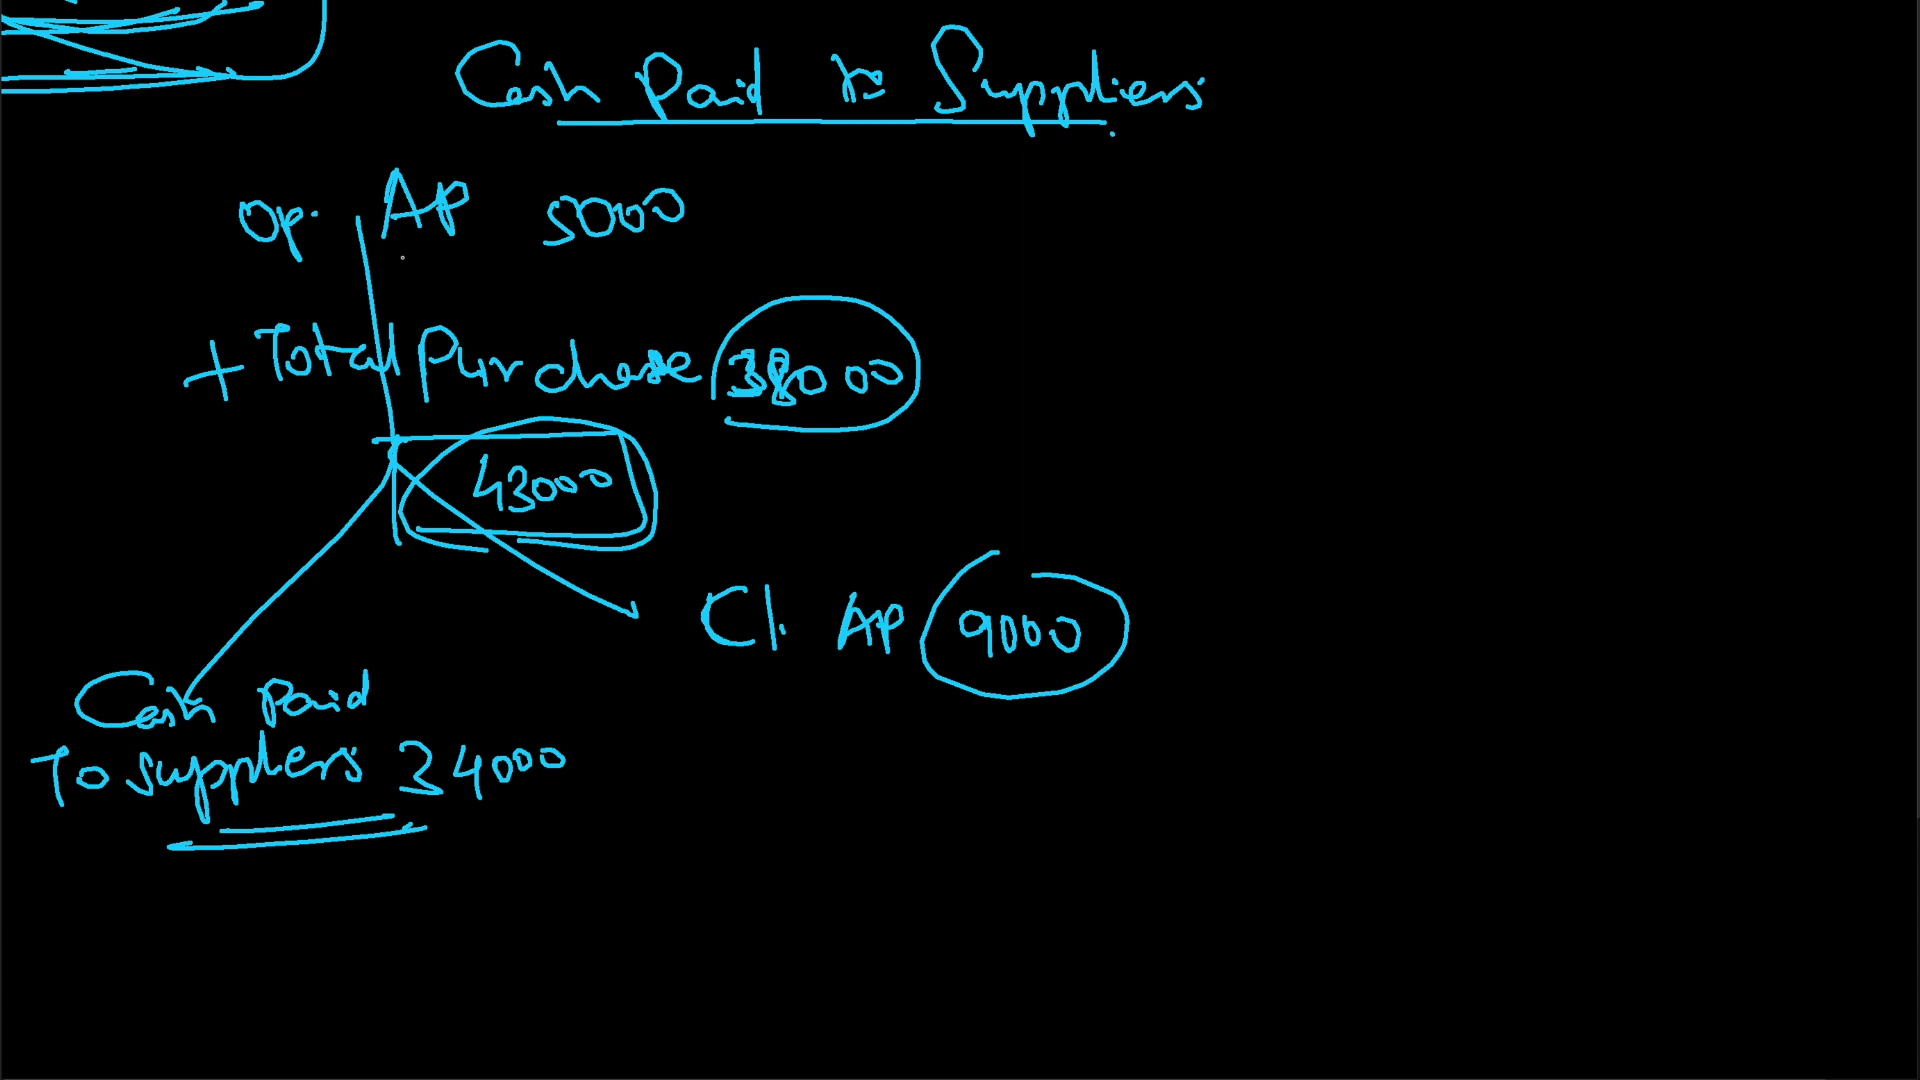 Cash Paid to Suppliers
Op. AP 5000
+ Total Purchase 38000
43000
Cl. AP 9000
Cash Paid
To suppliers 34000